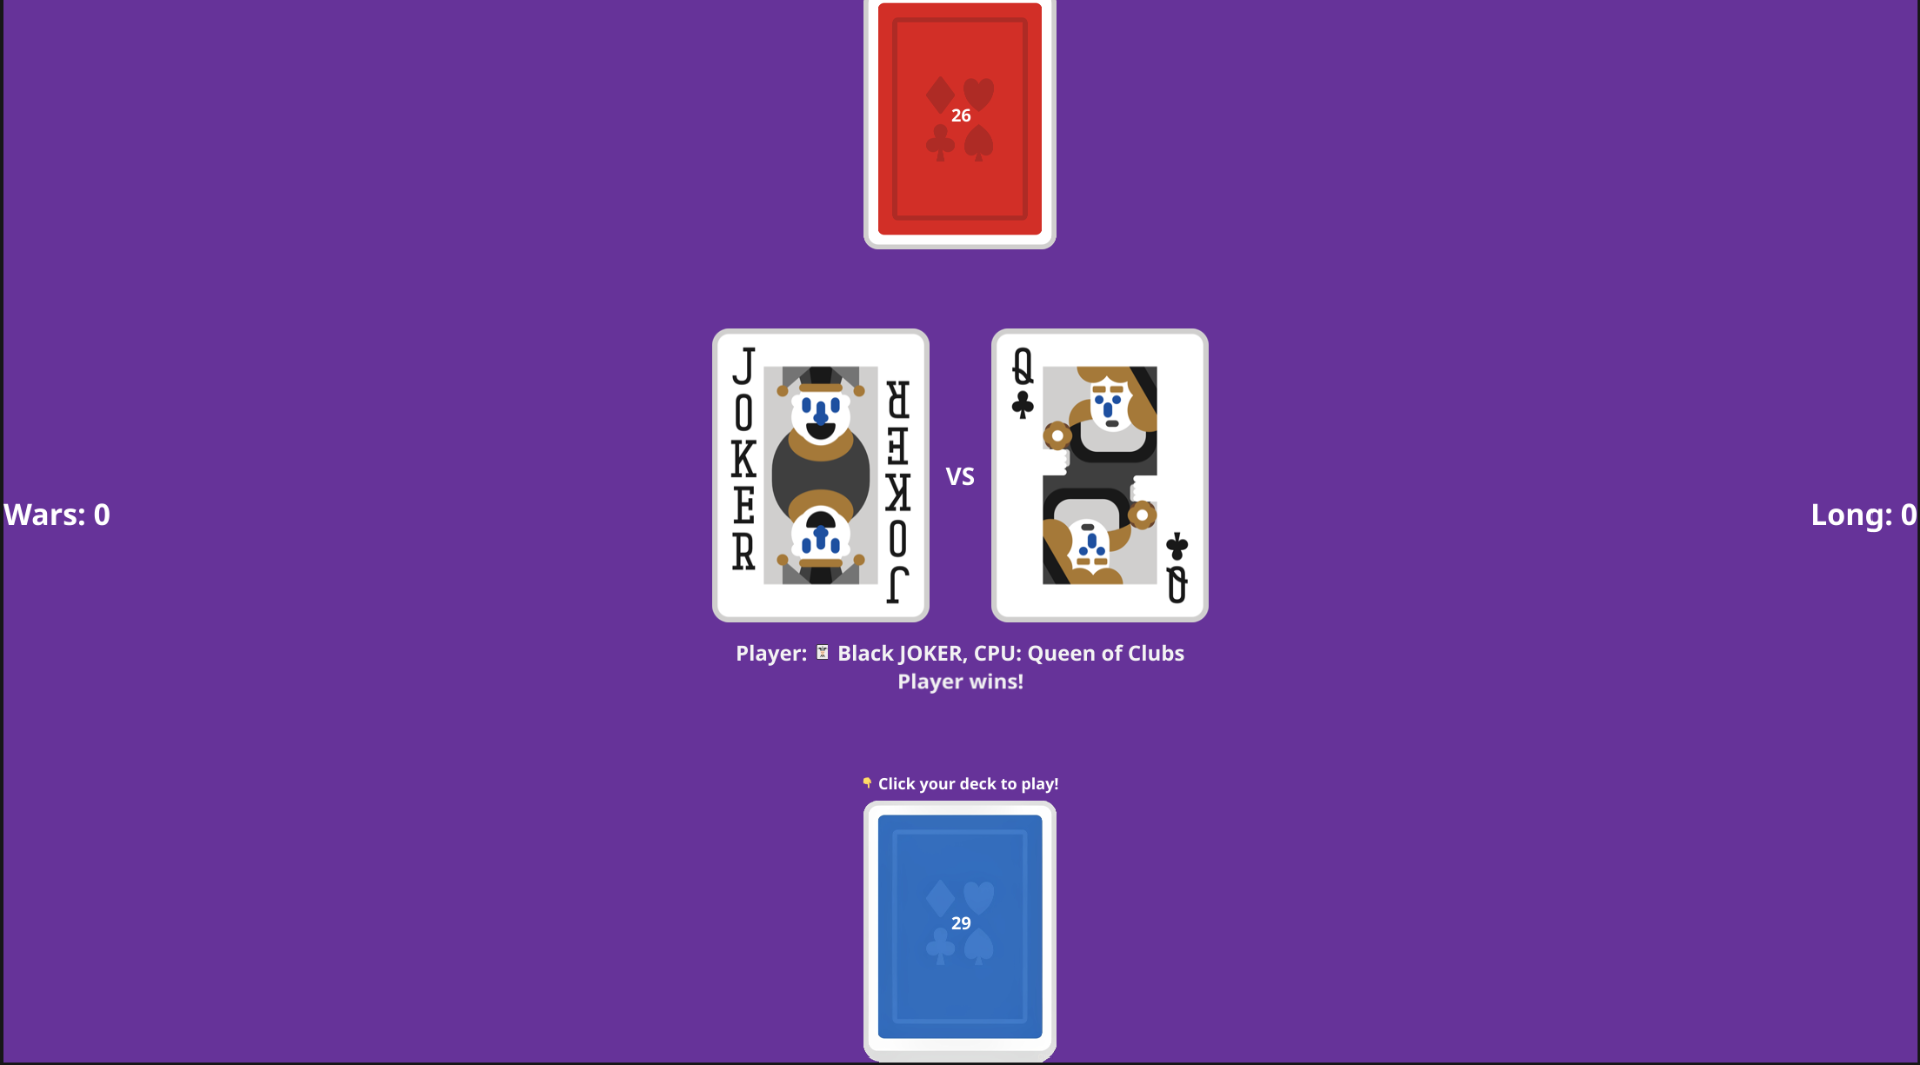 26
JOKER
JOKER
VS
Q
Q
Wars: 0
Long: 0
Player: 🃏 Black JOKER, CPU: Queen of Clubs
Player wins!
👇 Click your deck to play!
29